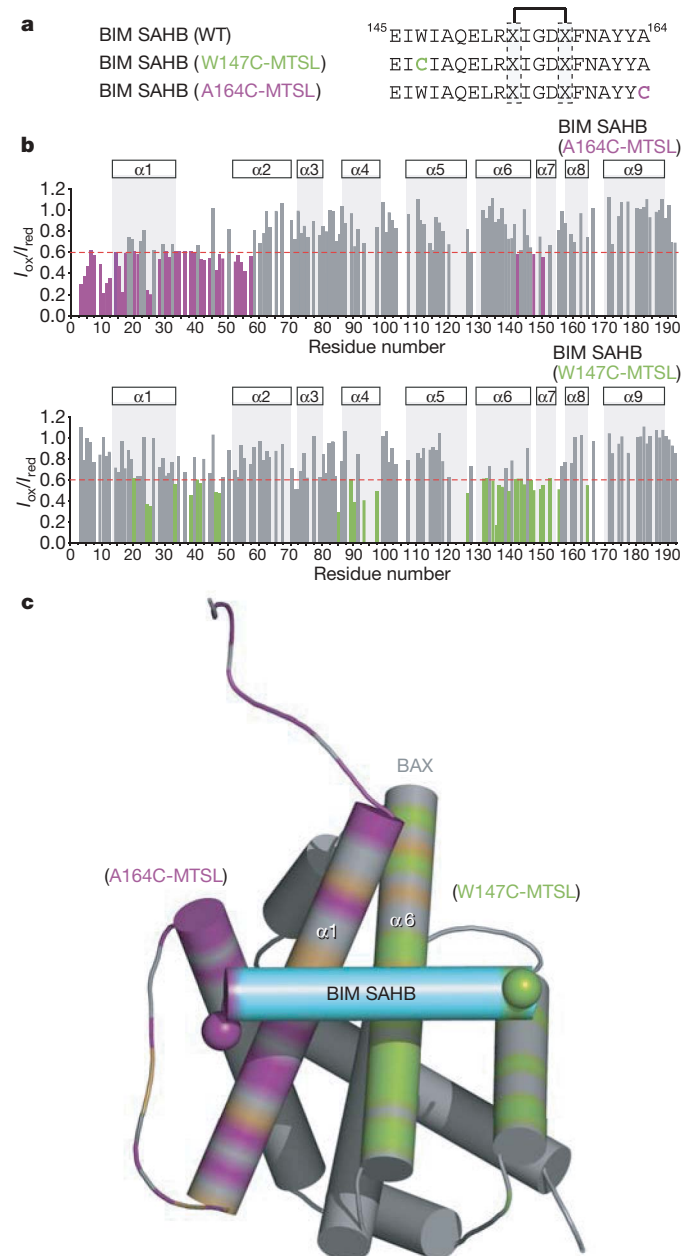 a
BIM SAHB (WT) 145 EIWIAQELRXIGDXFNAYYA 164
BIM SAHB (W147C-MTSL) EICIAQELRXIGDXFNAYYA
BIM SAHB (A164C-MTSL) EIWIAQELRXIGDXFNAYYC
b
BIM SAHB
(A164C-MTSL)
α1 α2 α3 α4 α5 α6 α7 α8 α9
Iox/Ired
1.2
1.0
0.8
0.6
0.4
0.2
0.0
0 10 20 30 40 50 60 70 80 90 100 110 120 130 140 150 160 170 180 190
Residue number
BIM SAHB
(W147C-MTSL)
α1 α2 α3 α4 α5 α6 α7 α8 α9
Iox/Ired
1.2
1.0
0.8
0.6
0.4
0.2
0.0
0 10 20 30 40 50 60 70 80 90 100 110 120 130 140 150 160 170 180 190
Residue number
c
BAX
(A164C-MTSL)
(W147C-MTSL)
α1
α6
BIM SAHB